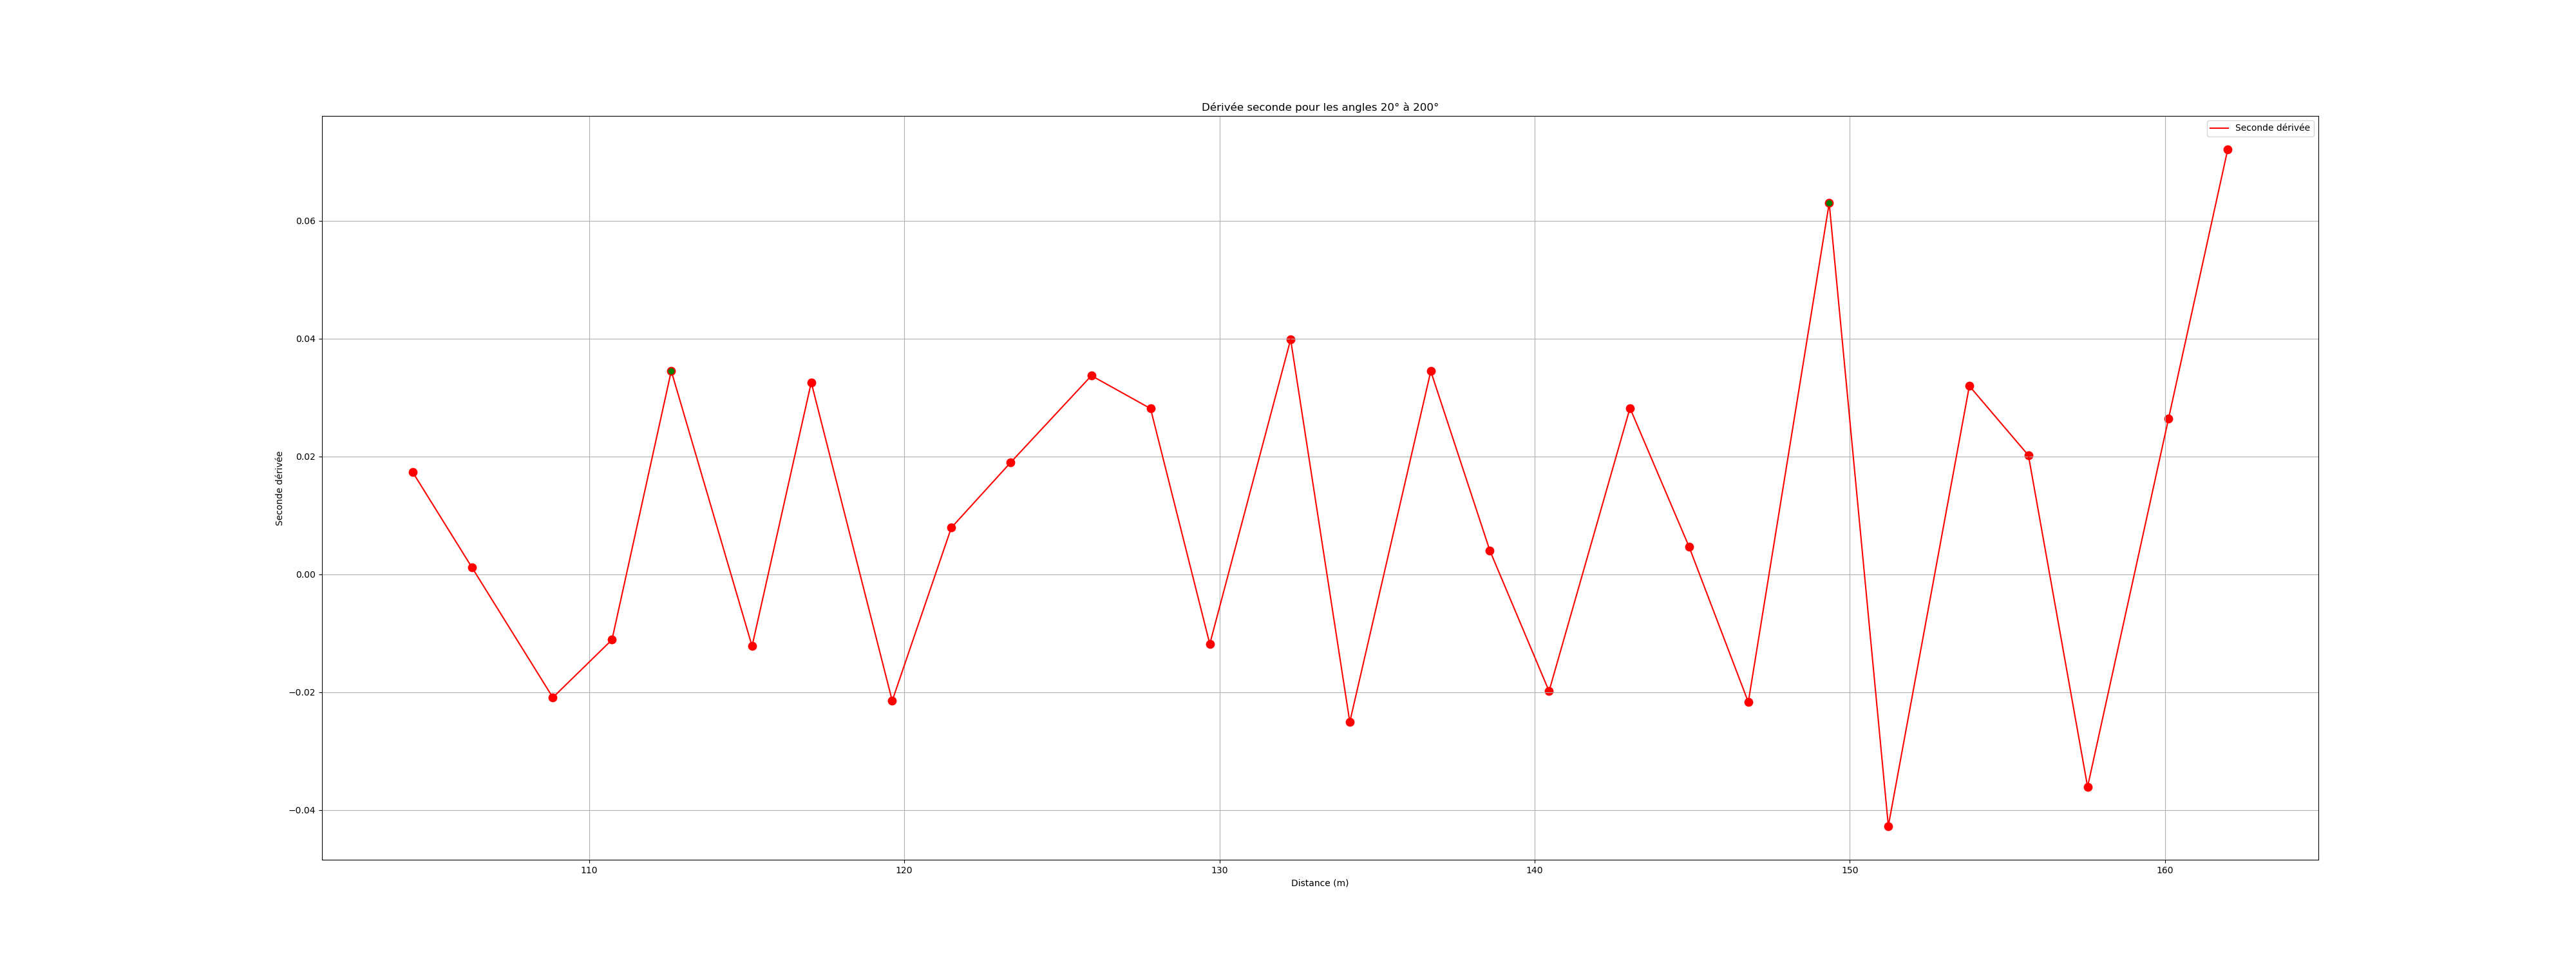 Dérivée seconde pour les angles 20° à 200°
Seconde dérivée
0.06
0.04
0.02
0.00
−0.02
−0.04
Seconde dérivée
110 120 130 140 150 160
Distance (m)